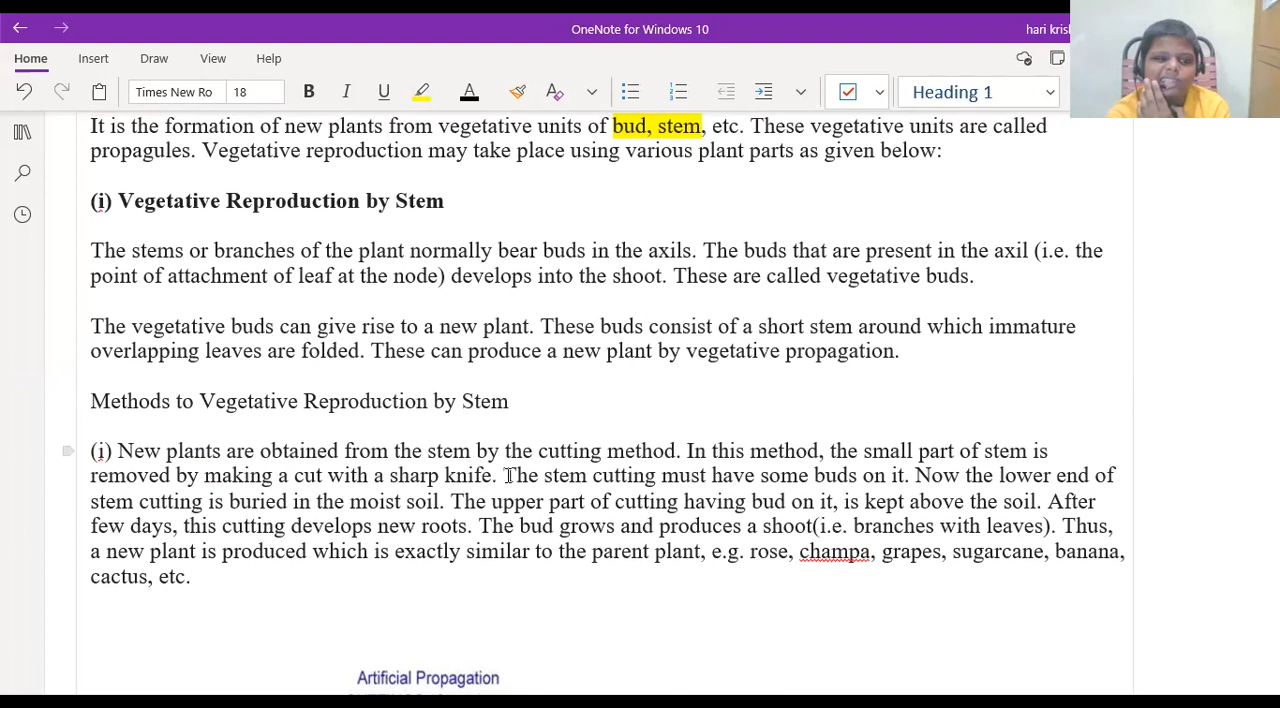 OneNote for Windows 10
hari krish
Home Insert Draw View Help
Times New Ro 18 B I U A A Heading 1
It is the formation of new plants from vegetative units of bud, stem, etc. These vegetative units are called
propagules. Vegetative reproduction may take place using various plant parts as given below:
(i) Vegetative Reproduction by Stem
The stems or branches of the plant normally bear buds in the axils. The buds that are present in the axil (i.e. the
point of attachment of leaf at the node) develops into the shoot. These are called vegetative buds.
The vegetative buds can give rise to a new plant. These buds consist of a short stem around which immature
overlapping leaves are folded. These can produce a new plant by vegetative propagation.
Methods to Vegetative Reproduction by Stem
(i) New plants are obtained from the stem by the cutting method. In this method, the small part of stem is
removed by making a cut with a sharp knife. The stem cutting must have some buds on it. Now the lower end of
stem cutting is buried in the moist soil. The upper part of cutting having bud on it, is kept above the soil. After
few days, this cutting develops new roots. The bud grows and produces a shoot(i.e. branches with leaves). Thus,
a new plant is produced which is exactly similar to the parent plant, e.g. rose, champa, grapes, sugarcane, banana,
cactus, etc.
Artificial Propagation